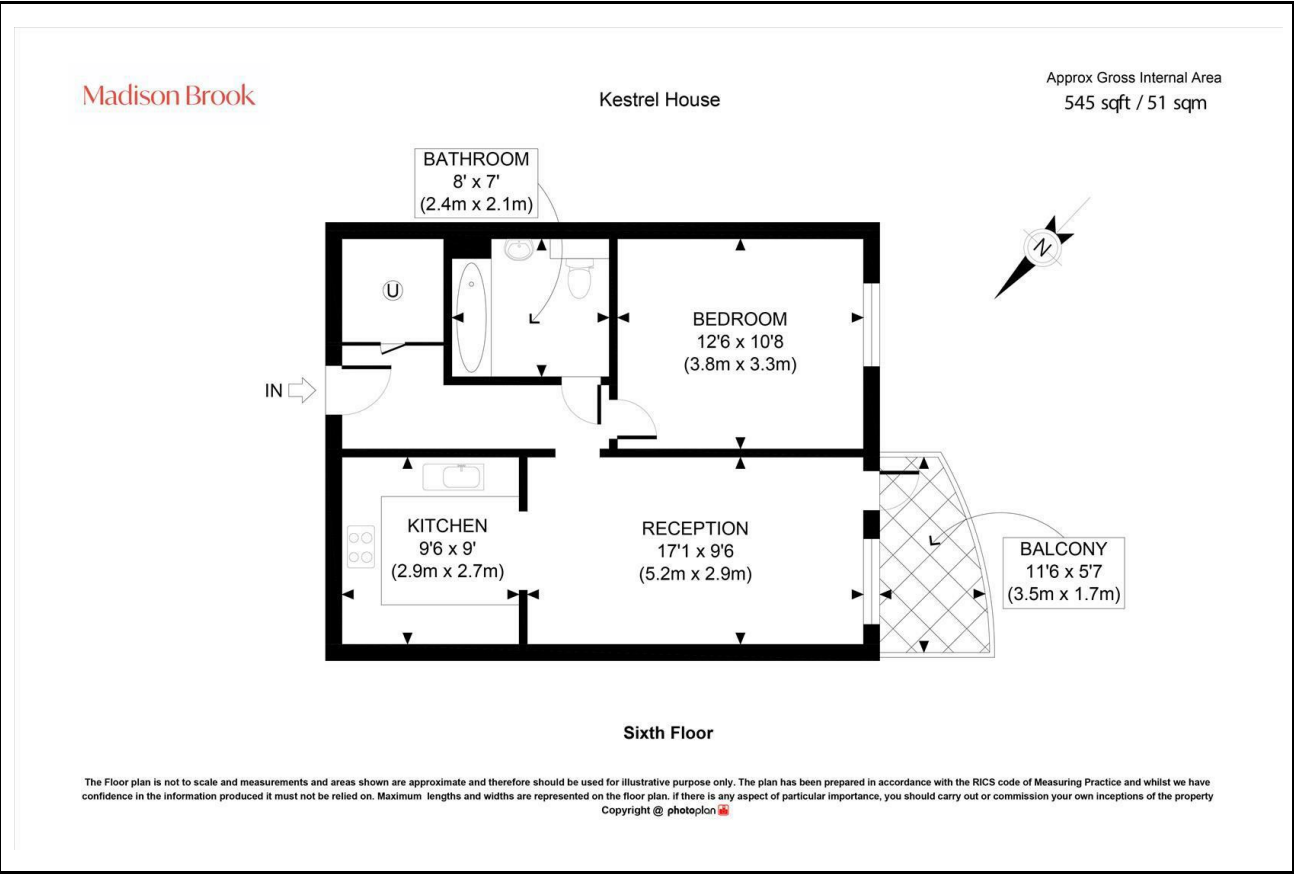 Madison Brook
Kestrel House
Approx Gross Internal Area
545 sqft / 51 sqm
BATHROOM
8' x 7'
(2.4m x 2.1m)
N
U
BEDROOM
12'6 x 10'8
(3.8m x 3.3m)
IN
KITCHEN
9'6 x 9'
(2.9m x 2.7m)
RECEPTION
17'1 x 9'6
(5.2m x 2.9m)
BALCONY
11'6 x 5'7
(3.5m x 1.7m)
Sixth Floor
The Floor plan is not to scale and measurements and areas shown are approximate and therefore should be used for illustrative purpose only. The plan has been prepared in accordance with the RICS code of Measuring Practice and whilst we have
confidence in the information produced it must not be relied on. Maximum lengths and widths are represented on the floor plan. if there is any aspect of particular importance, you should carry out or commission your own inceptions of the property
Copyright @ photoplan